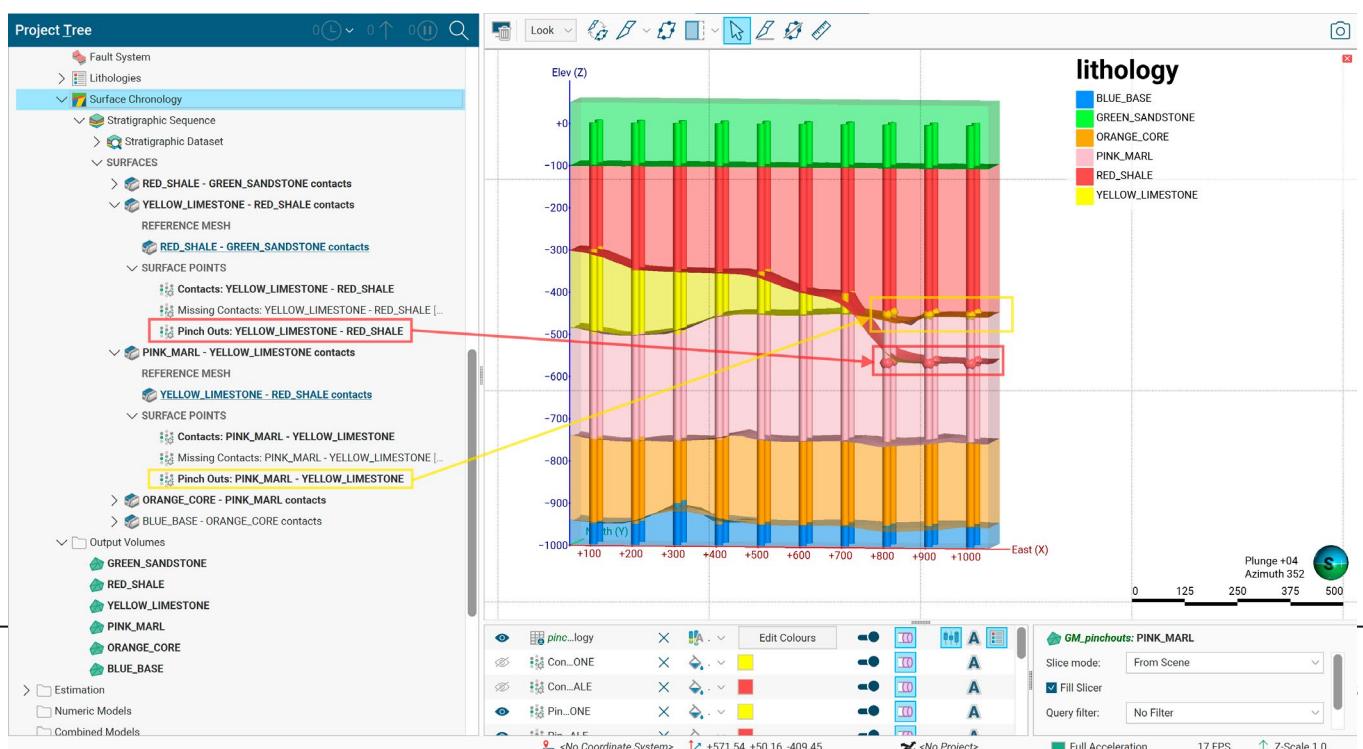 Project Tree
0
0
0
Look
Fault System
Lithologies
Surface Chronology
Stratigraphic Sequence
Stratigraphic Dataset
SURFACES
RED_SHALE - GREEN_SANDSTONE contacts
YELLOW_LIMESTONE - RED_SHALE contacts
REFERENCE MESH
RED_SHALE - GREEN_SANDSTONE contacts
SURFACE POINTS
Contacts: YELLOW_LIMESTONE - RED_SHALE
Missing Contacts: YELLOW_LIMESTONE - RED_SHALE [...
Pinch Outs: YELLOW_LIMESTONE - RED_SHALE
PINK_MARL - YELLOW_LIMESTONE contacts
REFERENCE MESH
YELLOW_LIMESTONE - RED_SHALE contacts
SURFACE POINTS
Contacts: PINK_MARL - YELLOW_LIMESTONE
Missing Contacts: PINK_MARL - YELLOW_LIMESTONE [...
Pinch Outs: PINK_MARL - YELLOW_LIMESTONE
ORANGE_CORE - PINK_MARL contacts
BLUE_BASE - ORANGE_CORE contacts
Output Volumes
GREEN_SANDSTONE
RED_SHALE
YELLOW_LIMESTONE
PINK_MARL
ORANGE_CORE
BLUE_BASE
Estimation
Numeric Models
Combined Models
Elev (Z)
+0
−100
−200
−300
−400
−500
−600
−700
−800
−900
−1000
North (Y)
+100 +200 +300 +400 +500 +600 +700 +800 +900 +1000
East (X)
lithology
BLUE_BASE
GREEN_SANDSTONE
ORANGE_CORE
PINK_MARL
RED_SHALE
YELLOW_LIMESTONE
Plunge +04
Azimuth 352
S
0 125 250 375 500
pinc...logy A. Edit Colours A
Con...ONE A
Con...ALE A
Pin...ONE A
Pin...ALE
GM_pinchouts: PINK_MARL
Slice mode: From Scene
Fill Slicer
Query filter: No Filter
<No Coordinate System> +571.54, +50.16, -409.45 <No Project> Full Acceleration 17 FPS Z-Scale 1.0